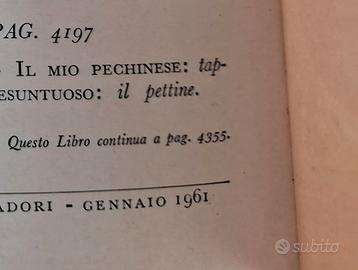 PAG. 4197
IL MIO PECHINESE: tap-
ESUNTUOSO: il pettine.
Questo Libro continua a pag. 4355.
ADORI - GENNAIO 1961
subito